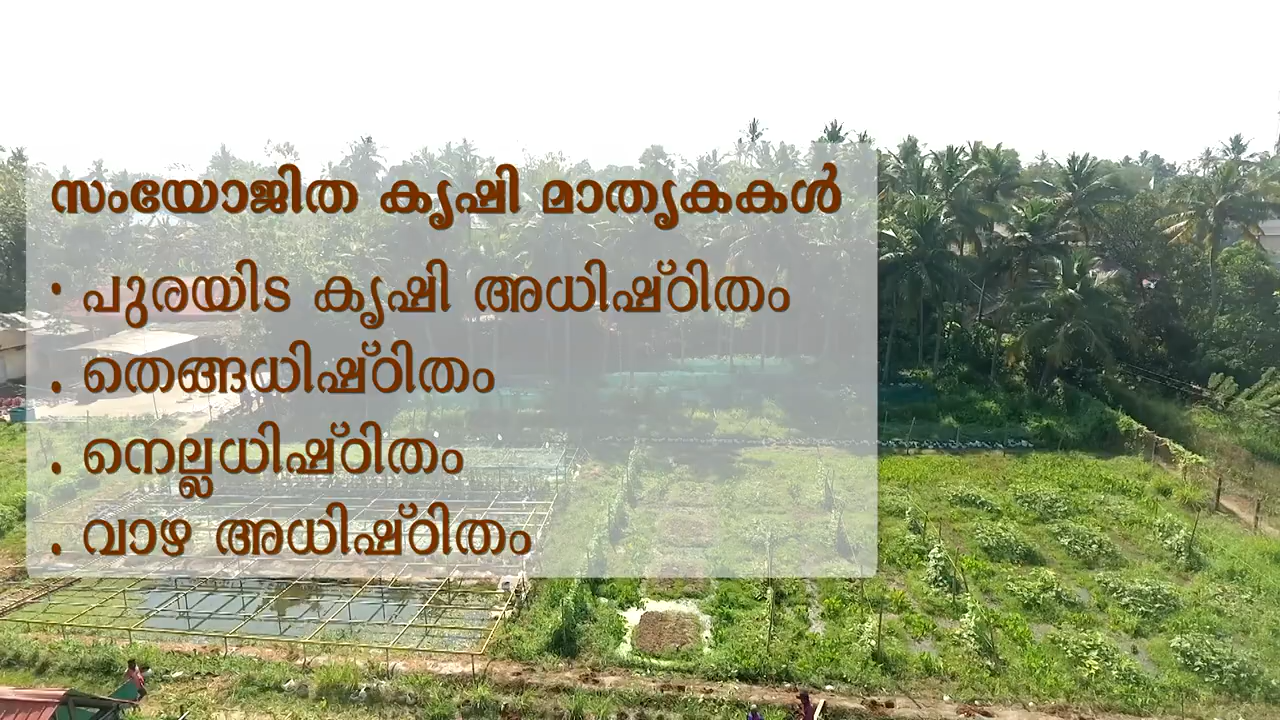 സംയോജിത കൃഷി മാതൃകകൾ
· പുരയിട കൃഷി അധിഷ്ഠിതം
. തെങ്ങധിഷ്ഠിതം
. നെല്ലധിഷ്ഠിതം
. വാഴ അധിഷ്ഠിതം